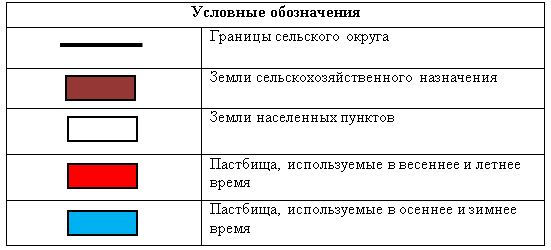 Условные обозначения
Границы сельского округа
Земли сельскохозяйственного назначения
Земли населенных пунктов
Пастбища, используемые в весеннее и летнее
время
Пастбища, используемые в осеннее и зимнее
время